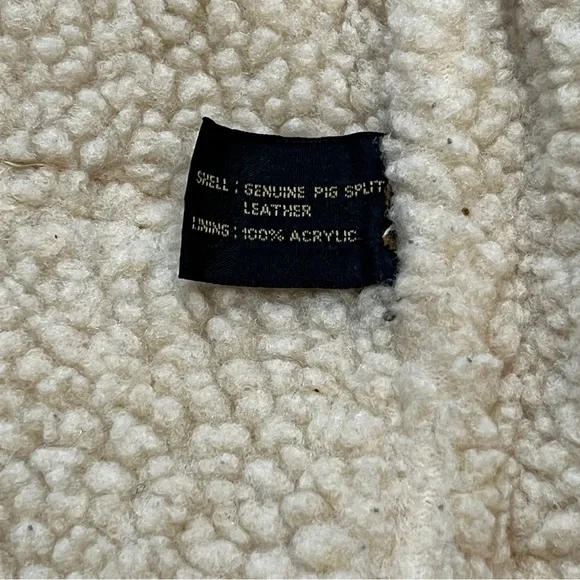 SHELL : GENUINE PIG SPLIT
LEATHER
LINING : 100% ACRYLIC